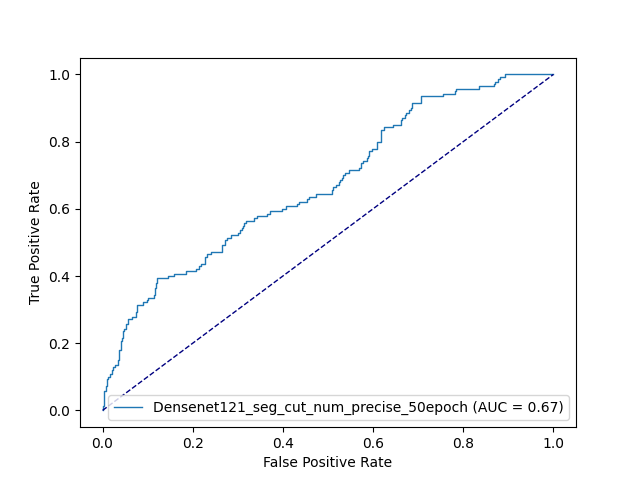 1.0
0.8
0.6
0.4
0.2
0.0
True Positive Rate
Densenet121_seg_cut_num_precise_50epoch (AUC = 0.67)
0.0 0.2 0.4 0.6 0.8 1.0
False Positive Rate